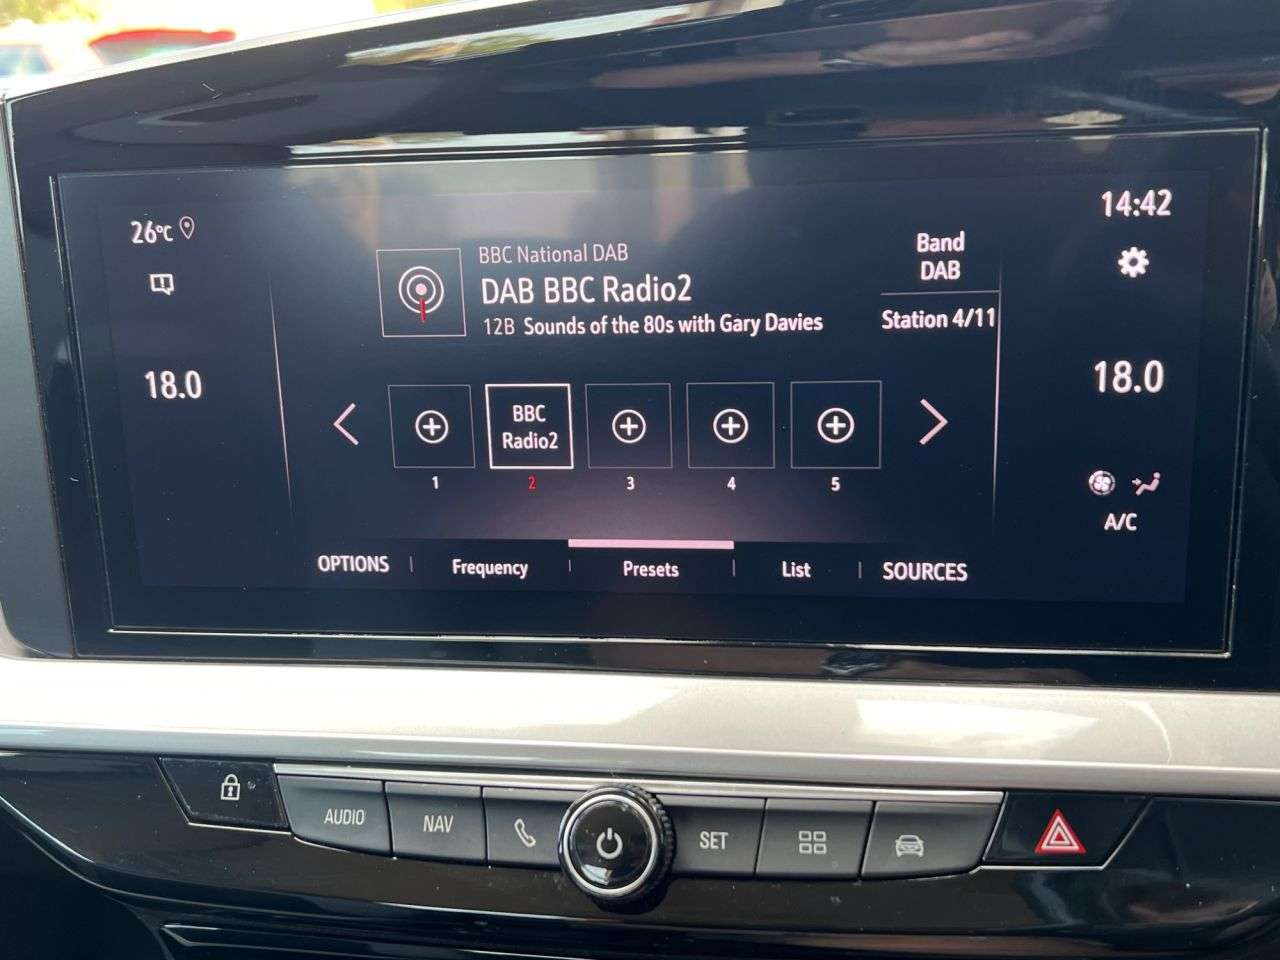 26°C
14:42
BBC National DAB
DAB BBC Radio2
12B Sounds of the 80s with Gary Davies
Band
DAB
Station 4/11
18.0
18.0
BBC
Radio2
1
2
3
4
5
A/C
OPTIONS
Frequency
Presets
List
SOURCES
AUDIO
NAV
SET